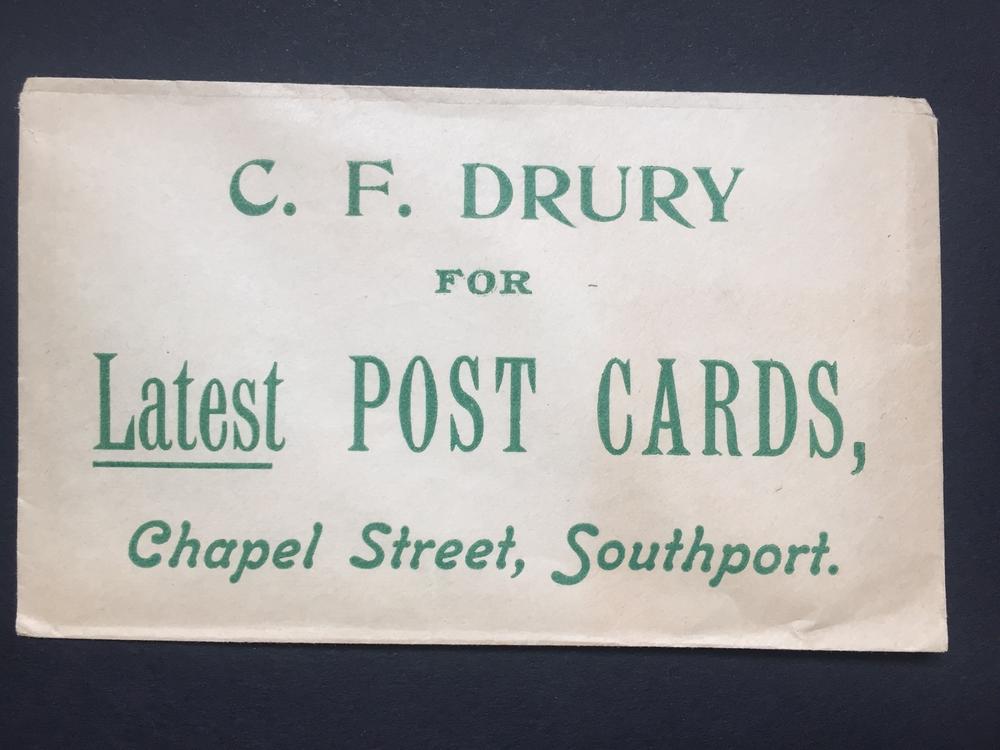 C. F. DRURY
FOR
Latest POST CARDS,
Chapel Street, Southport.